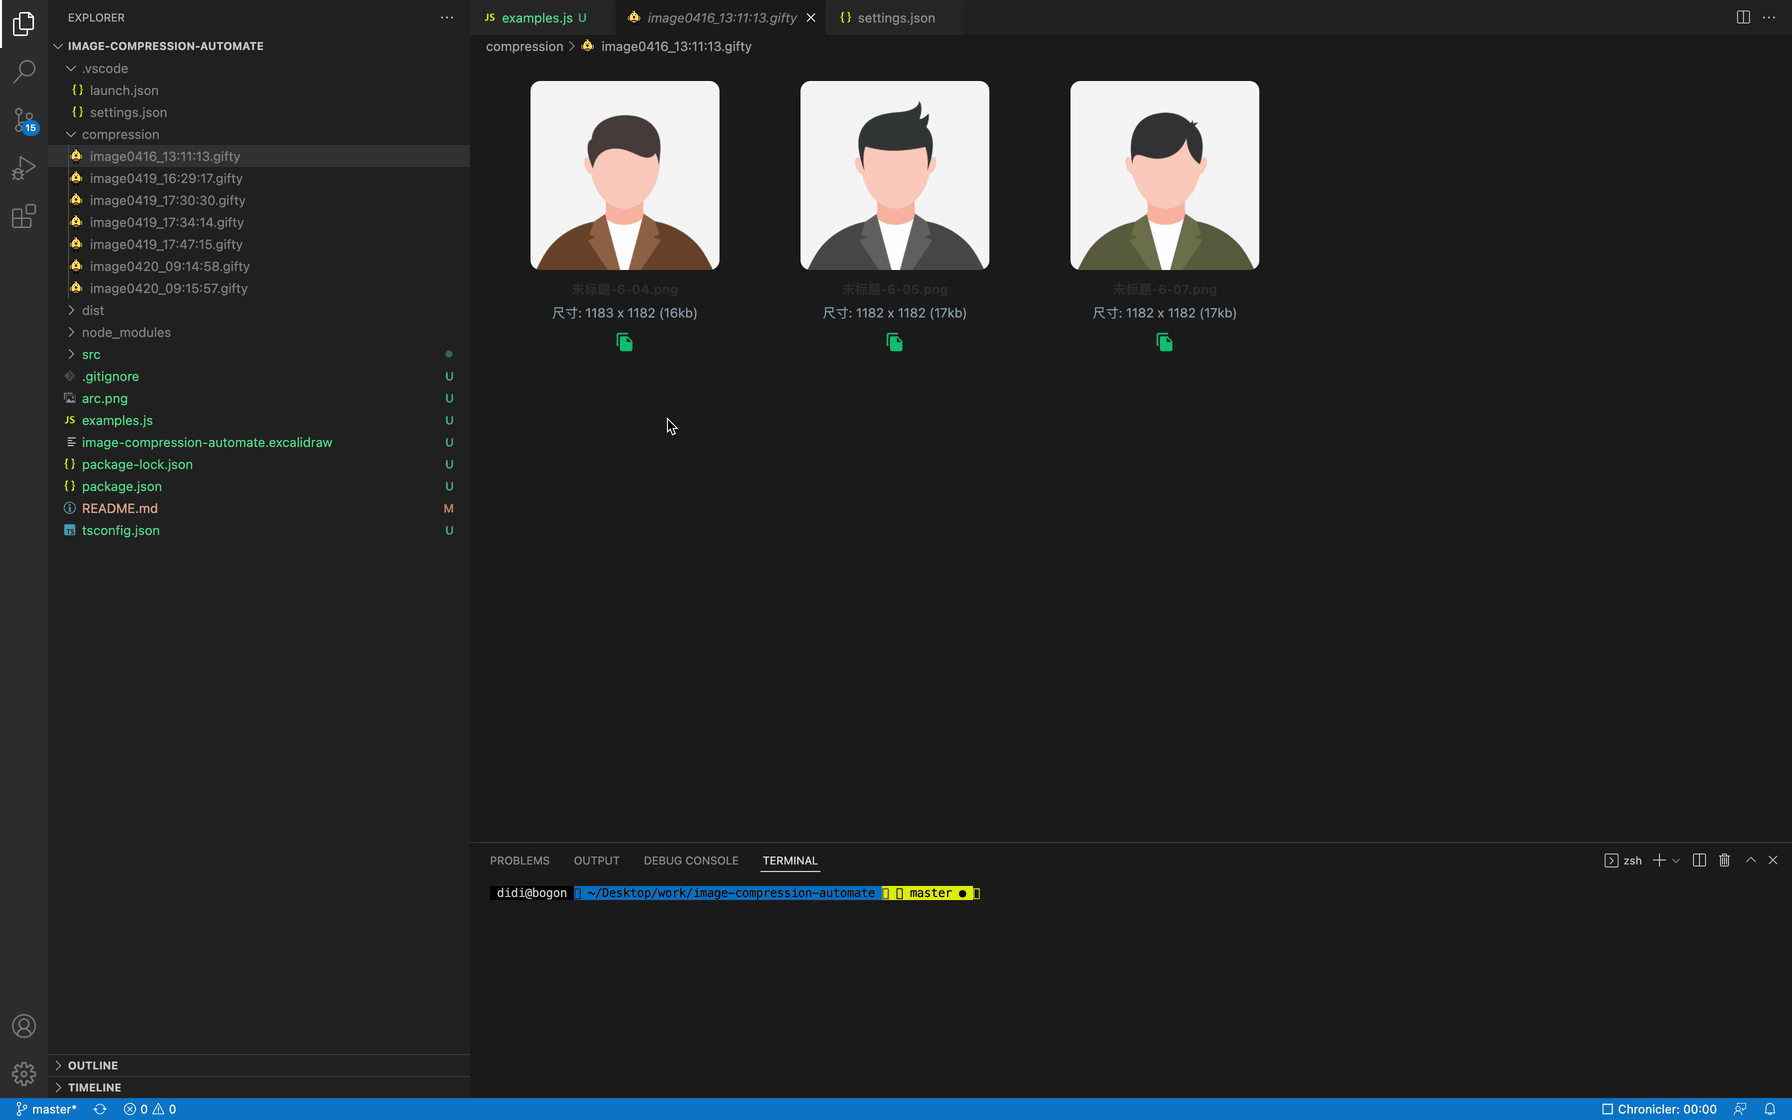 EXPLORER
IMAGE-COMPRESSION-AUTOMATE
.vscode
launch.json
settings.json
compression
image0416_13:11:13.gifty
image0419_16:29:17.gifty
image0419_17:30:30.gifty
image0419_17:34:14.gifty
image0419_17:47:15.gifty
image0420_09:14:58.gifty
image0420_09:15:57.gifty
dist
node_modules
src
.gitignore U
arc.png U
JS examples.js U
image-compression-automate.excalidraw U
package-lock.json U
package.json U
README.md M
TS tsconfig.json U
OUTLINE
TIMELINE
15
JS examples.js U
image0416_13:11:13.gifty
settings.json
compression > image0416_13:11:13.gifty
未标题-6-04.png
尺寸: 1183 x 1182 (16kb)
未标题-6-05.png
尺寸: 1182 x 1182 (17kb)
未标题-6-07.png
尺寸: 1182 x 1182 (17kb)
PROBLEMS OUTPUT DEBUG CONSOLE TERMINAL
zsh
didi@bogon ~/Desktop/work/image-compression-automate master ●
master* 0 0
Chronicler: 00:00